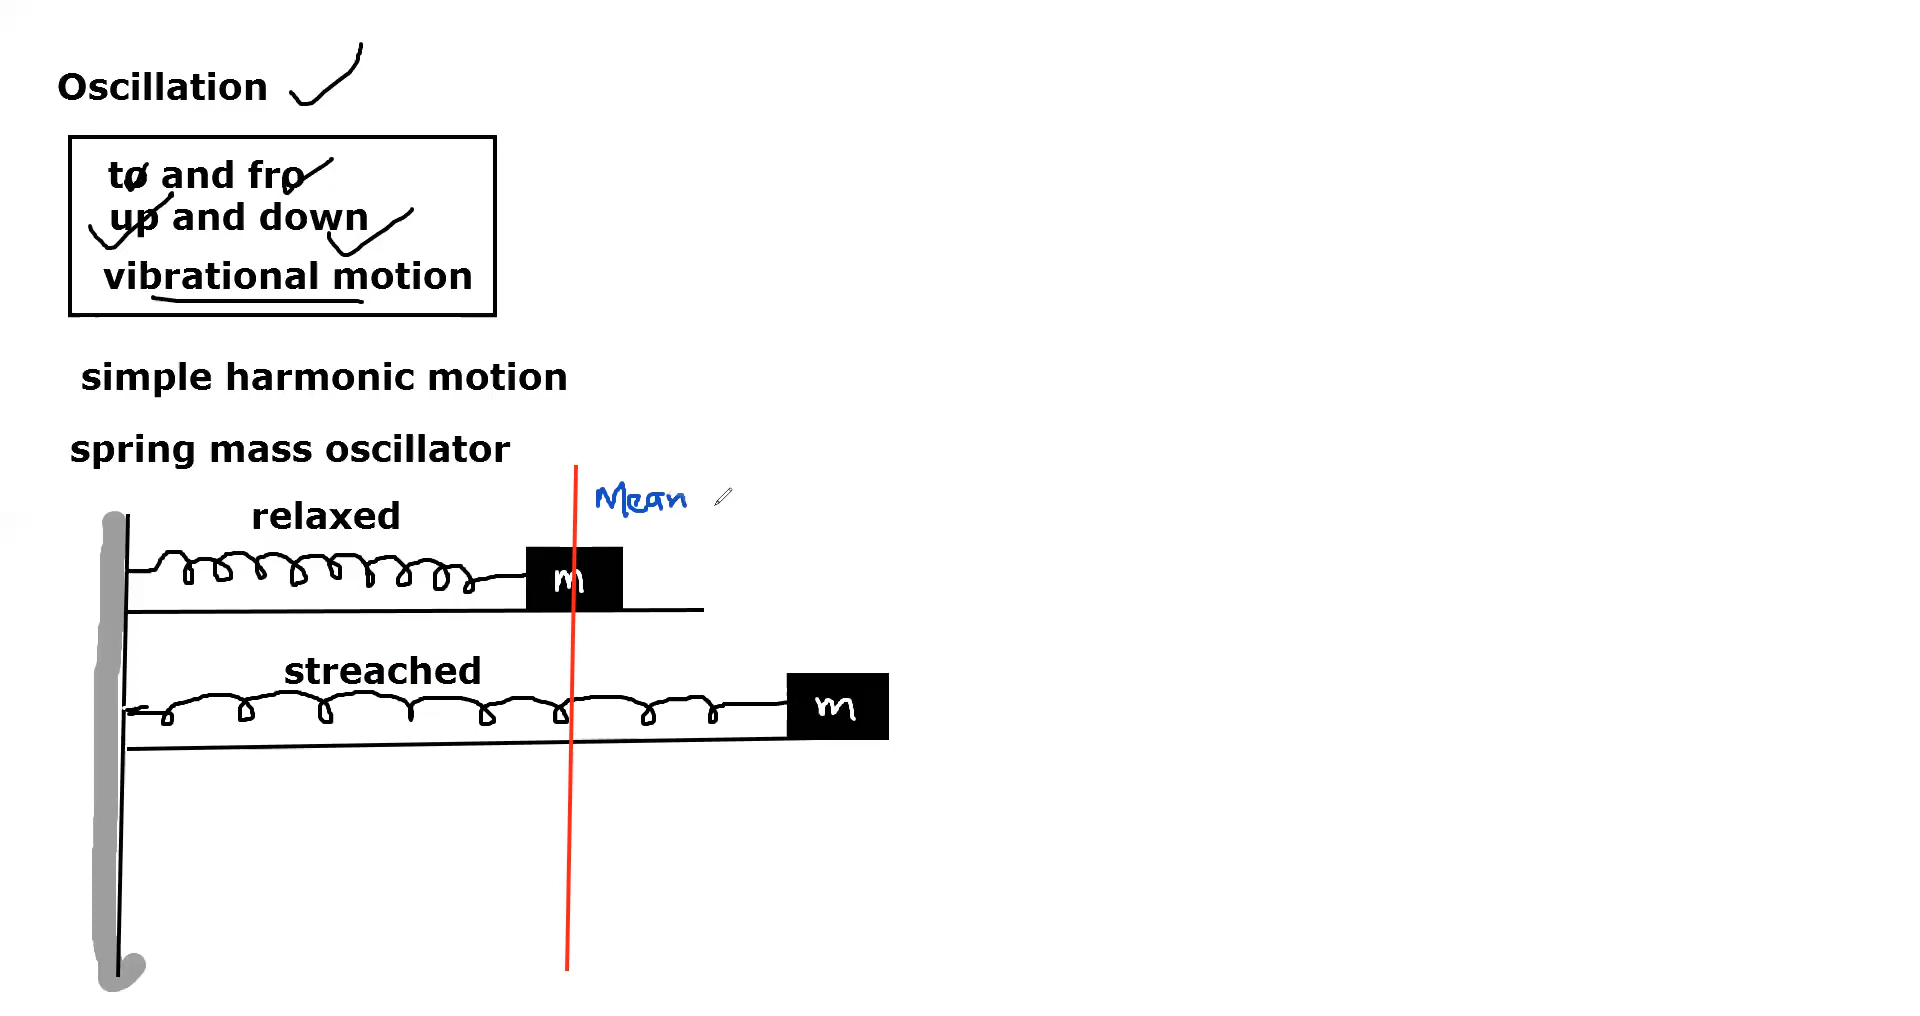 Oscillation
to and fro
up and down
vibrational motion
simple harmonic motion
spring mass oscillator
Mean
relaxed
m
streached
m